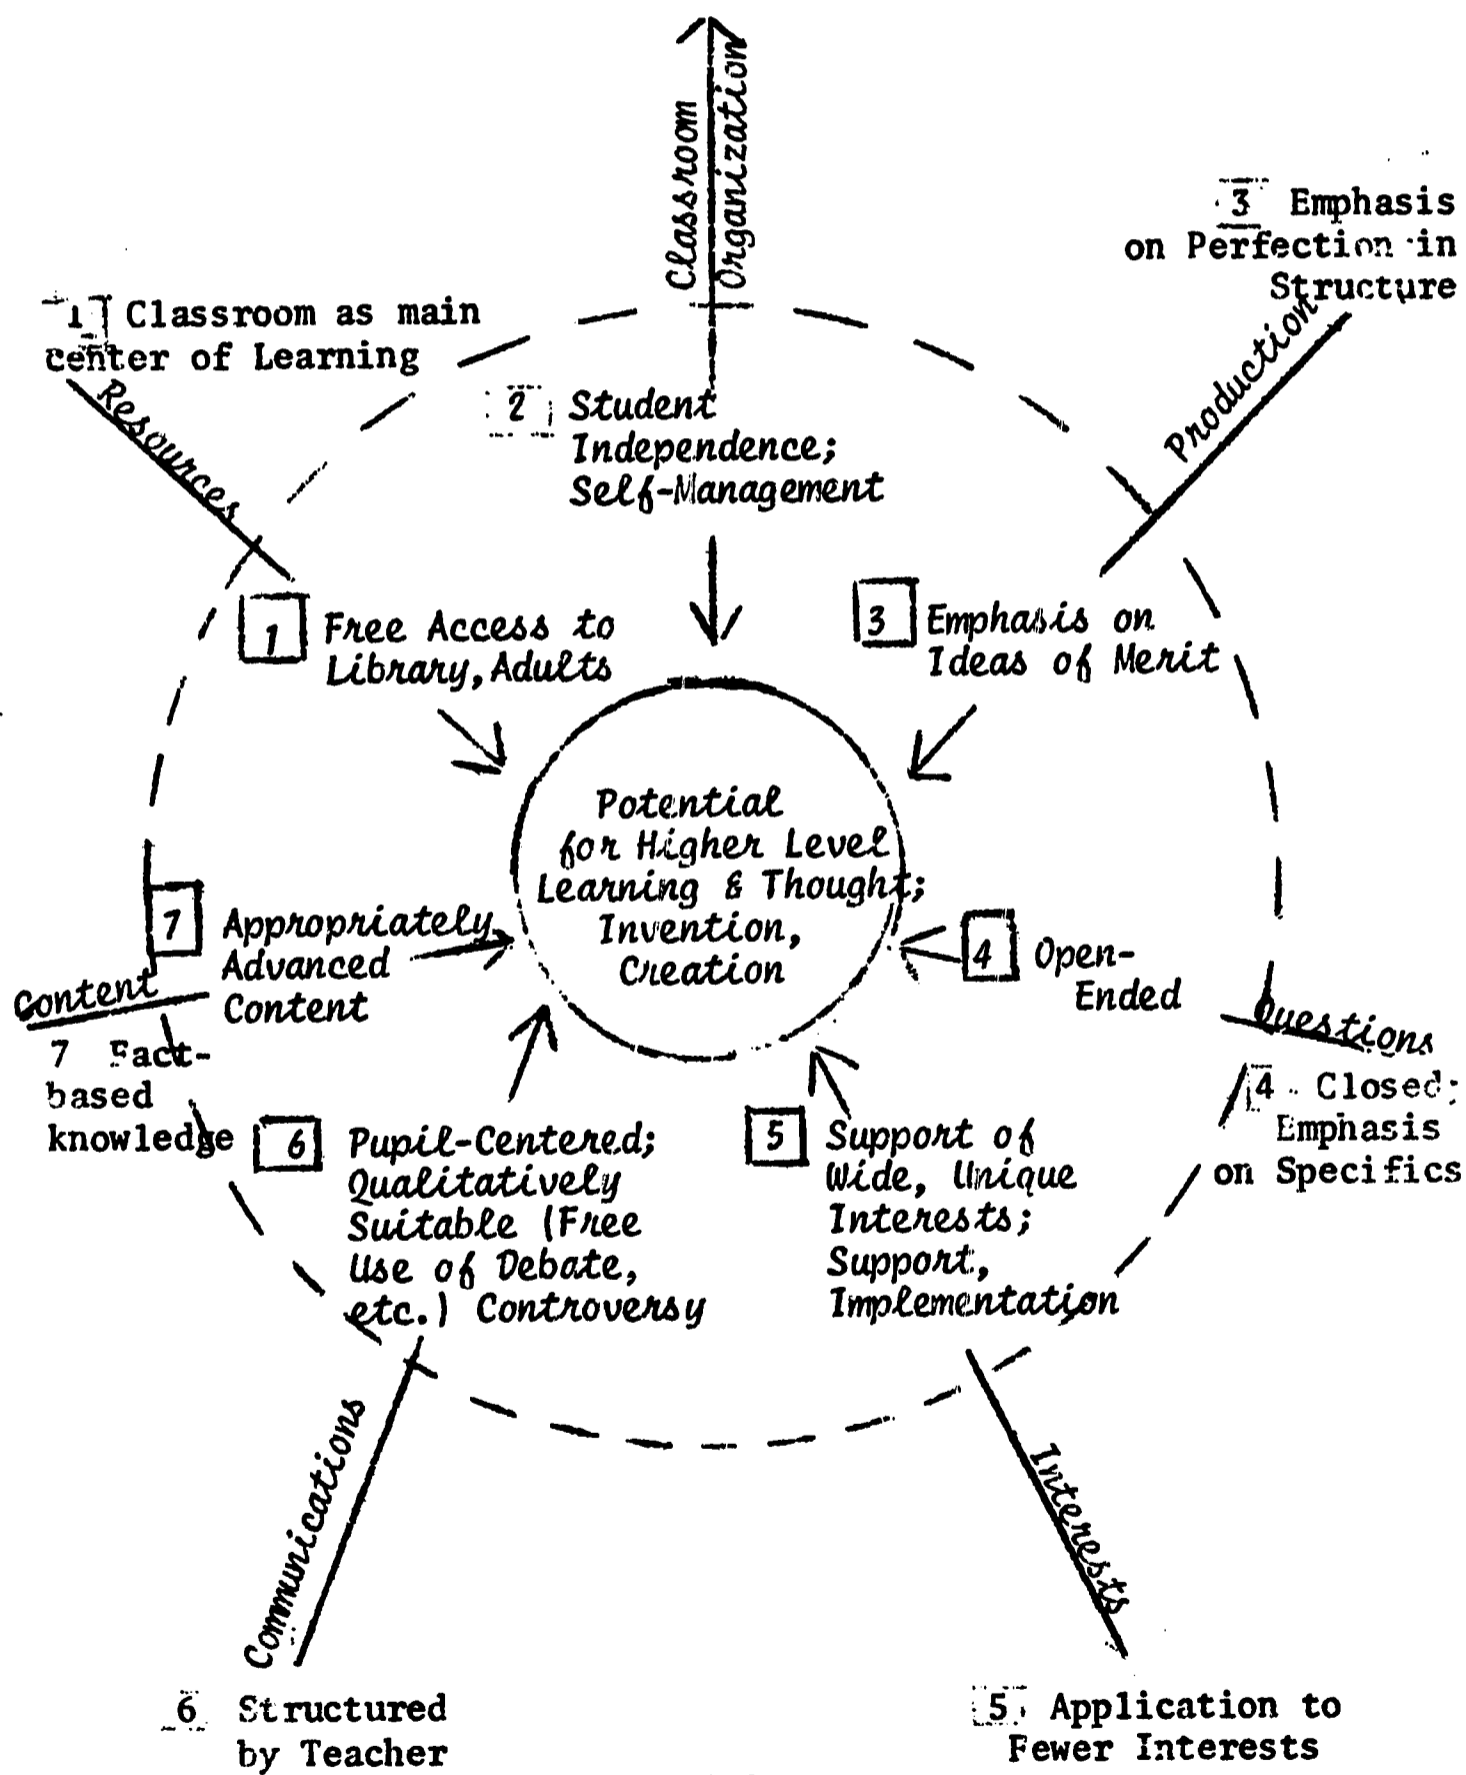 Classroom
Organization
3 Emphasis
on Perfection in
Structure
Production
1 Classroom as main
center of Learning
Resources
2 Student
Independence;
Self-Management
1 Free Access to
Library, Adults
3 Emphasis on
Ideas of Merit
Potential
for Higher Level
Learning & Thought;
Invention,
Creation
7 Appropriately
Advanced
Content
Content
7 Fact-
based
knowledge
4 Open-
Ended
Questions
4 Closed;
Emphasis
on Specifics
6 Pupil-Centered;
Qualitatively
Suitable (Free
Use of Debate,
etc.) Controversy
5 Support of
Wide, Unique
Interests;
Support,
Implementation
Communications
Interests
6 Structured
by Teacher
5 Application to
Fewer Interests